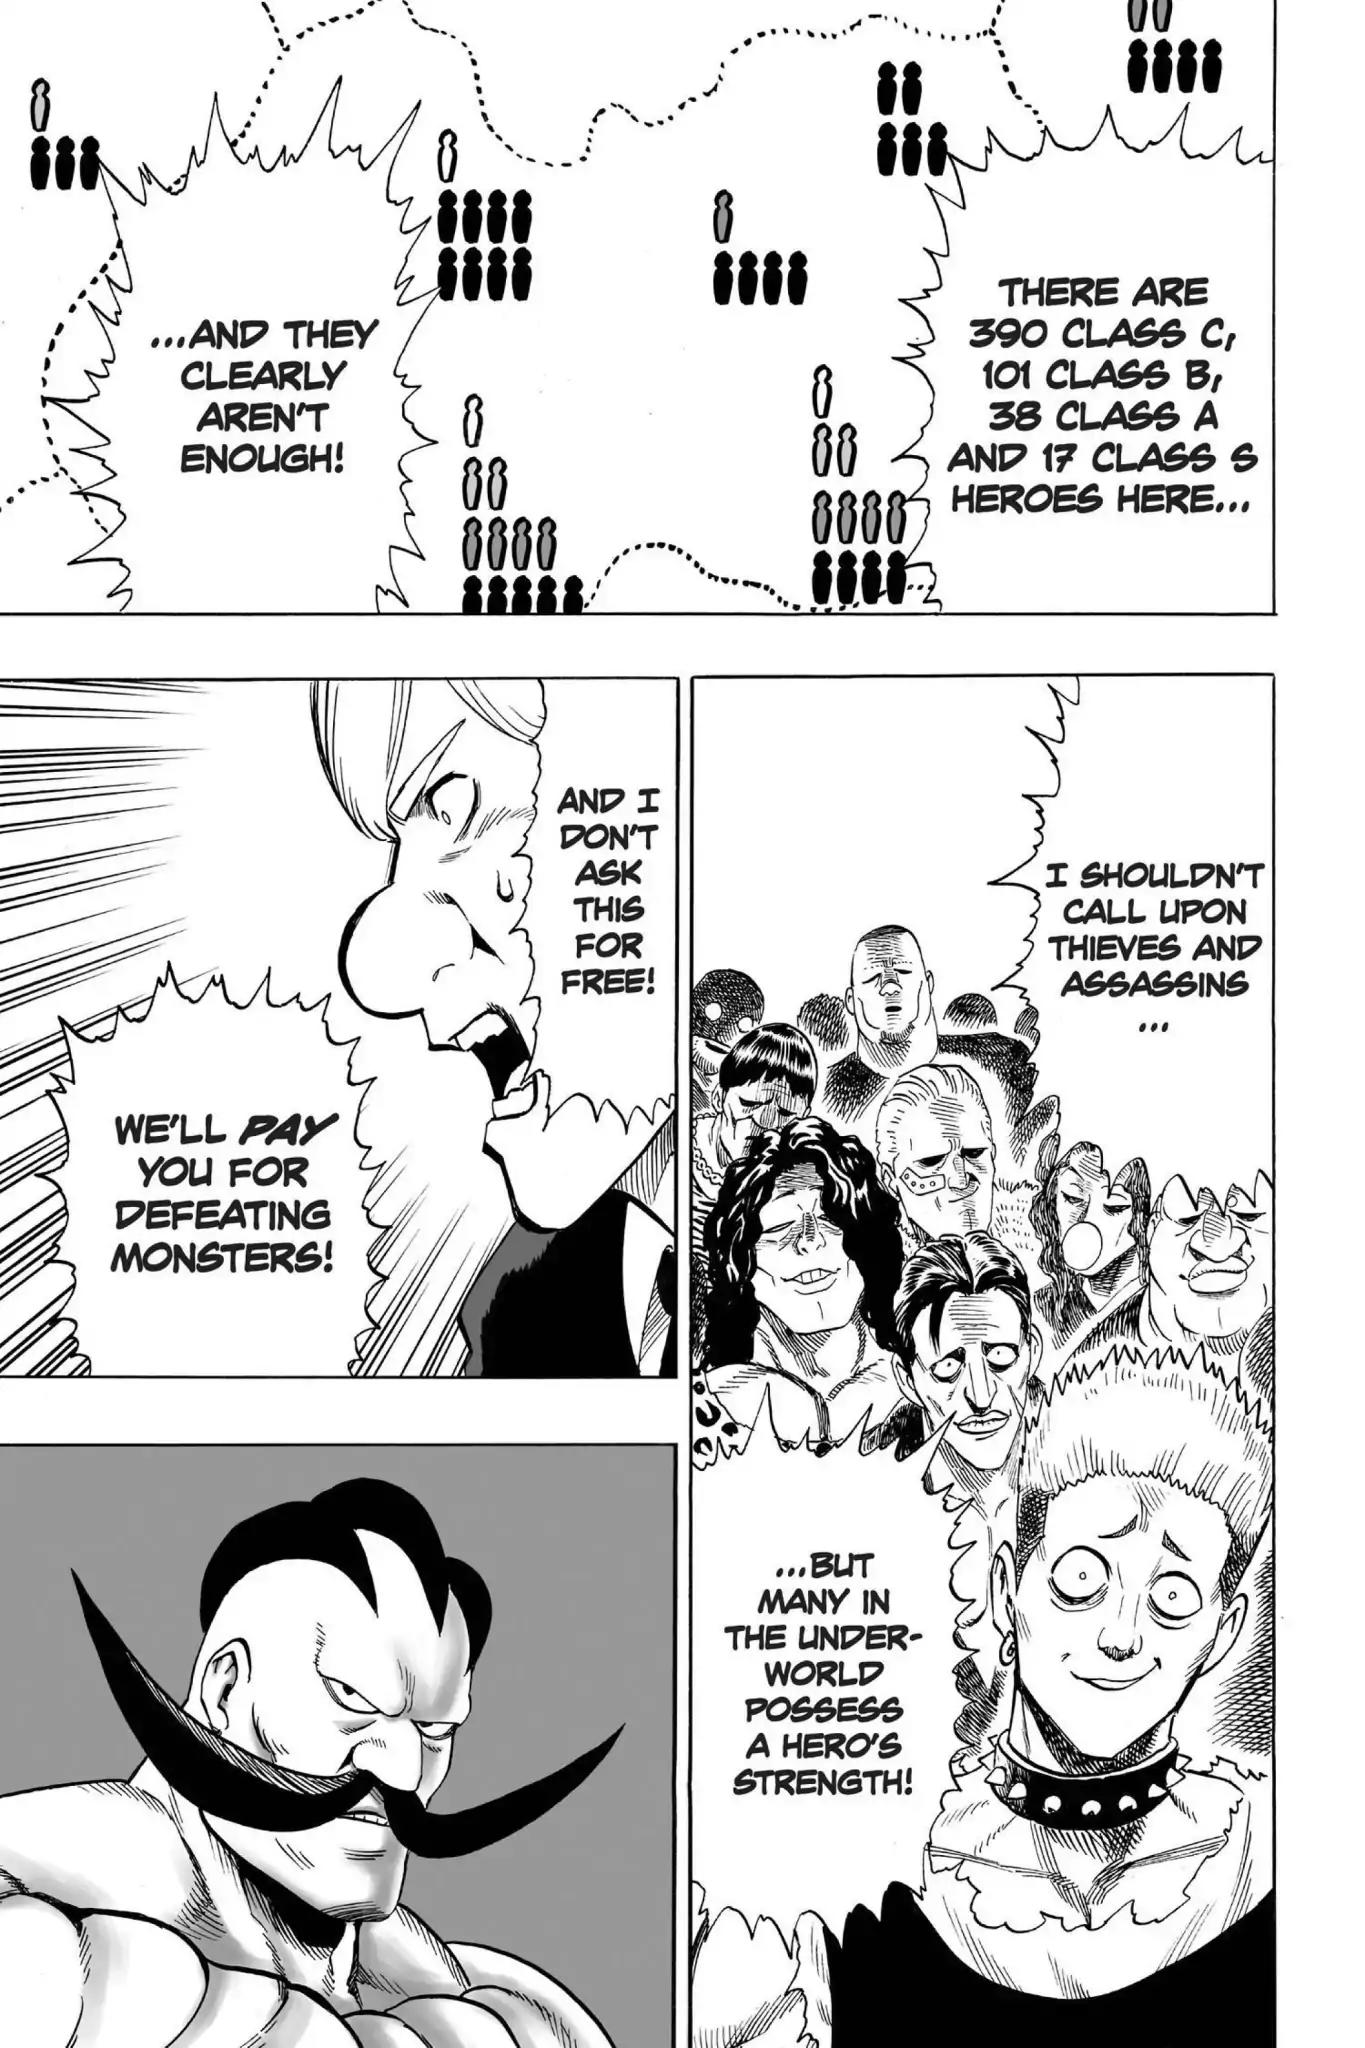 THERE ARE
390 CLASS C,
101 CLASS B,
38 CLASS A
AND 17 CLASS S
HEROES HERE...
...AND THEY
CLEARLY
AREN'T
ENOUGH!
I SHOULDN'T
CALL UPON
THIEVES AND
ASSASSINS
...
...BUT
MANY IN
THE UNDER-
WORLD
POSSESS
A HERO'S
STRENGTH!
AND I
DON'T
ASK
THIS
FOR
FREE!
WE'LL PAY
YOU FOR
DEFEATING
MONSTERS!